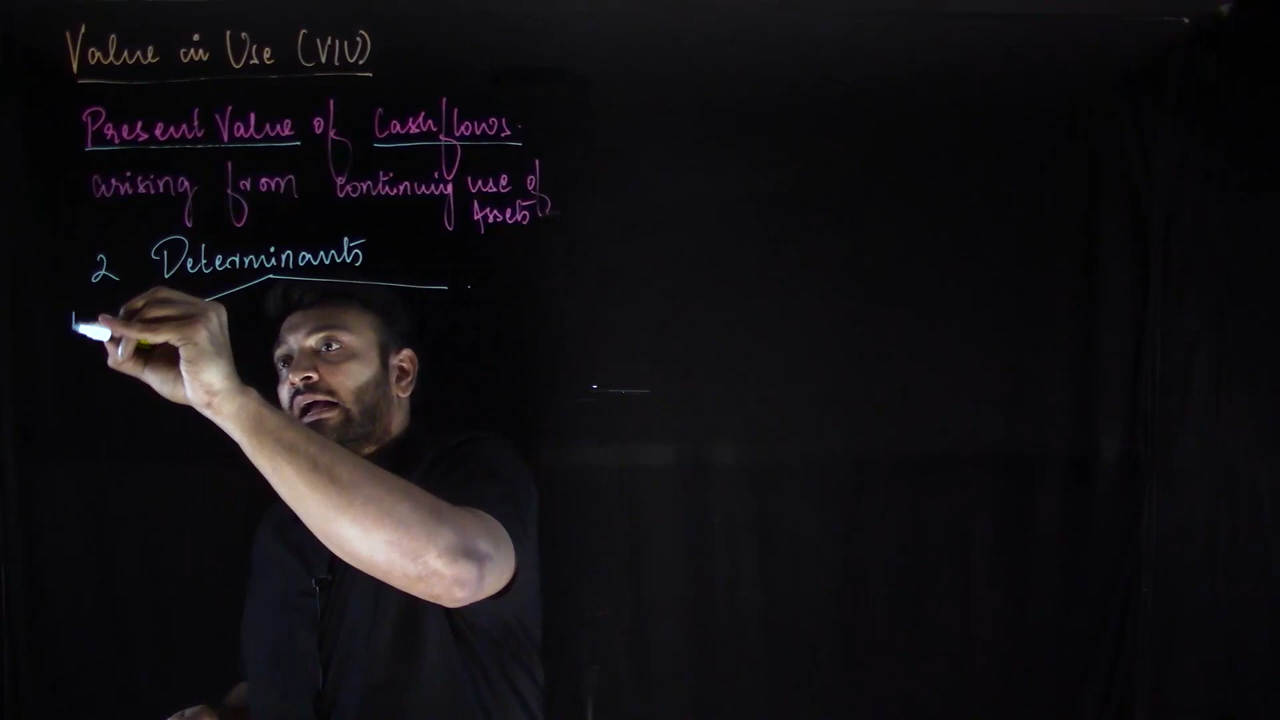 Value in Use (VIU)
Present Value of Cashflows.
arising from continuing use of
Assets
2 Determinants